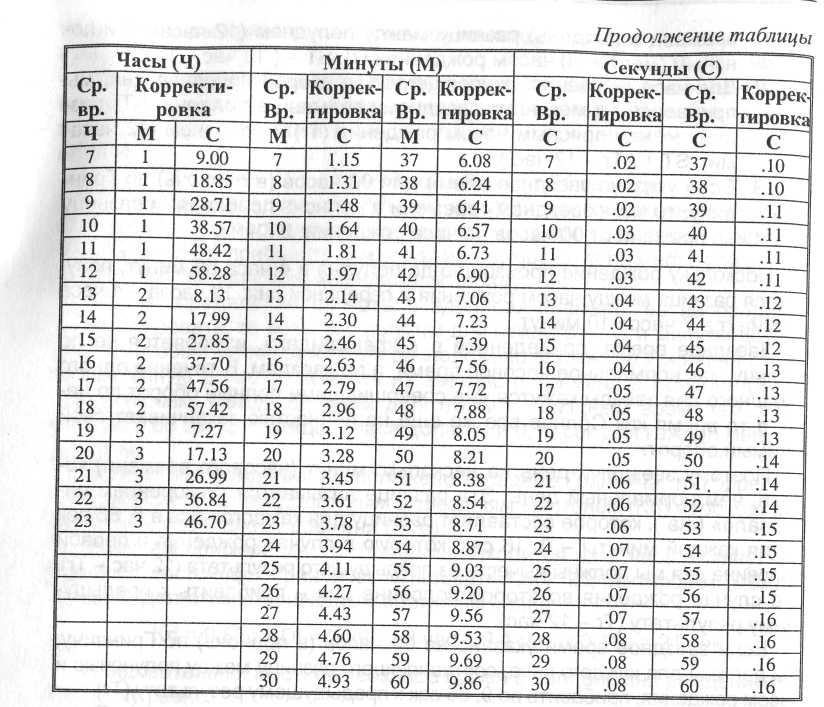 Продолжение таблицы
Часы (Ч) Минуты (М) Секунды (С)
Ср. Корректи- Ср. Коррек- Ср. Коррек- Ср. Коррек- Ср. Коррек-
вр. ровка Вр. тировка Вр. тировка Вр. тировка Вр. тировка
Ч М С М С М С С С С С
7 1 9.00 7 1.15 37 6.08 7 .02 37 .10
8 1 18.85 8 1.31 38 6.24 8 .02 38 .10
9 1 28.71 9 1.48 39 6.41 9 .02 39 .11
10 1 38.57 10 1.64 40 6.57 10 .03 40 .11
11 1 48.42 11 1.81 41 6.73 11 .03 41 .11
12 1 58.28 12 1.97 42 6.90 12 .03 42 .11
13 2 8.13 13 2.14 43 7.06 13 .04 43 .12
14 2 17.99 14 2.30 44 7.23 14 .04 44 .12
15 2 27.85 15 2.46 45 7.39 15 .04 45 .12
16 2 37.70 16 2.63 46 7.56 16 .04 46 .13
17 2 47.56 17 2.79 47 7.72 17 .05 47 .13
18 2 57.42 18 2.96 48 7.88 18 .05 48 .13
19 3 7.27 19 3.12 49 8.05 19 .05 49 .13
20 3 17.13 20 3.28 50 8.21 20 .05 50 .14
21 3 26.99 21 3.45 51 8.38 21 .06 51 .14
22 3 36.84 22 3.61 52 8.54 22 .06 52 .14
23 3 46.70 23 3.78 53 8.71 23 .06 53 .15
24 3.94 54 8.87 24 .07 54 .15
25 4.11 55 9.03 25 .07 55 .15
26 4.27 56 9.20 26 .07 56 .15
27 4.43 57 9.56 27 .07 57 .16
28 4.60 58 9.53 28 .08 58 .16
29 4.76 59 9.69 29 .08 59 .16
30 4.93 60 9.86 30 .08 60 .16